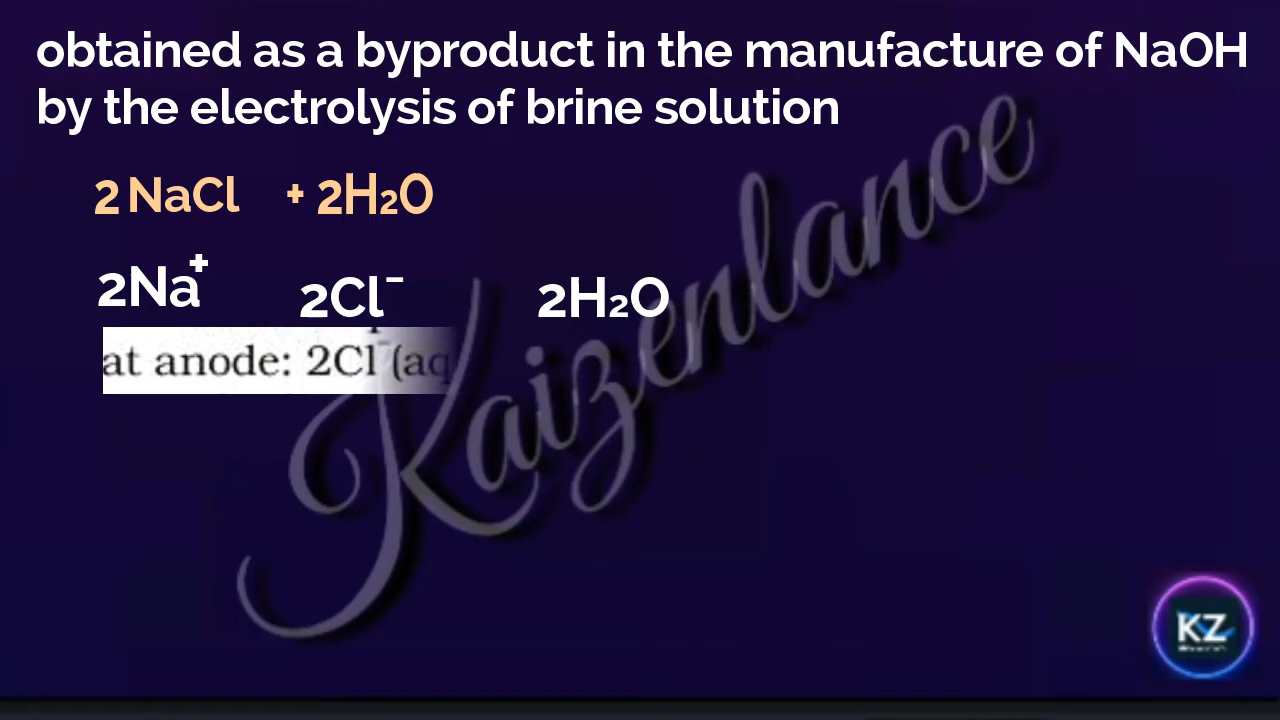 obtained as a byproduct in the manufacture of NaOH
by the electrolysis of brine solution
2 NaCl + 2H₂O
2Na⁺ 2Cl⁻ 2H₂O
at anode: 2Cl⁻(aq
Kaizenlance
KZ